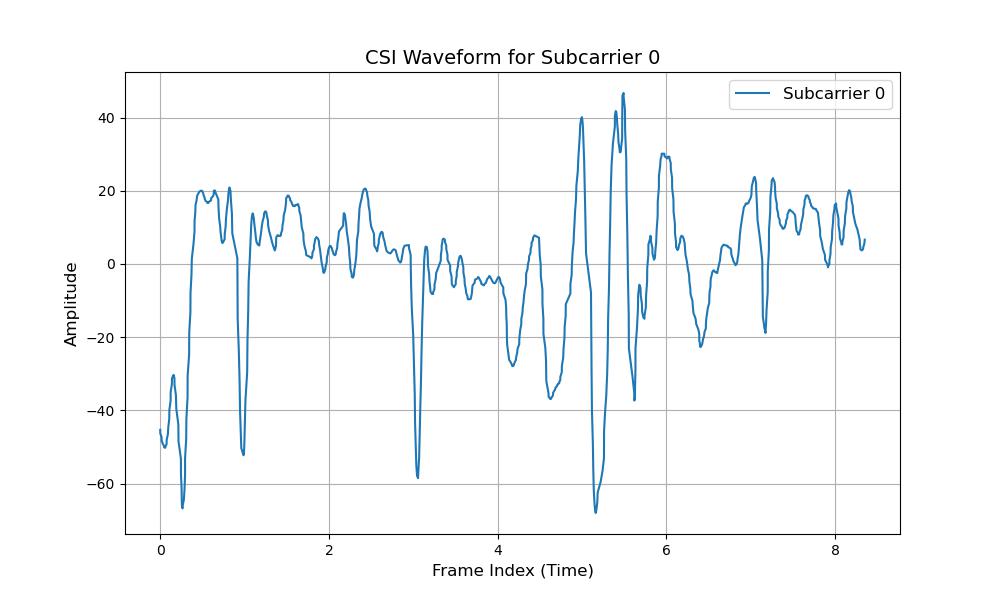 CSI Waveform for Subcarrier 0
Subcarrier 0
Amplitude
40
20
0
−20
−40
−60
0 2 4 6 8
Frame Index (Time)